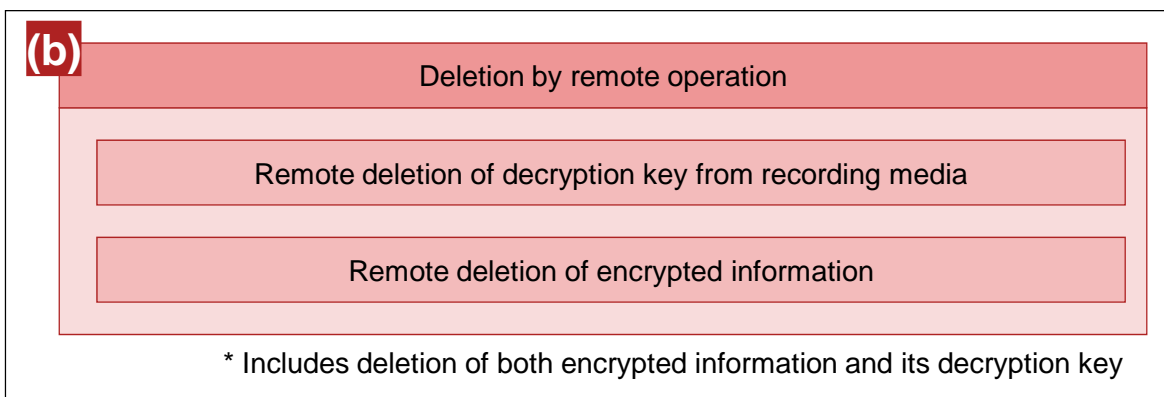 (b)
Deletion by remote operation
Remote deletion of decryption key from recording media
Remote deletion of encrypted information
* Includes deletion of both encrypted information and its decryption key